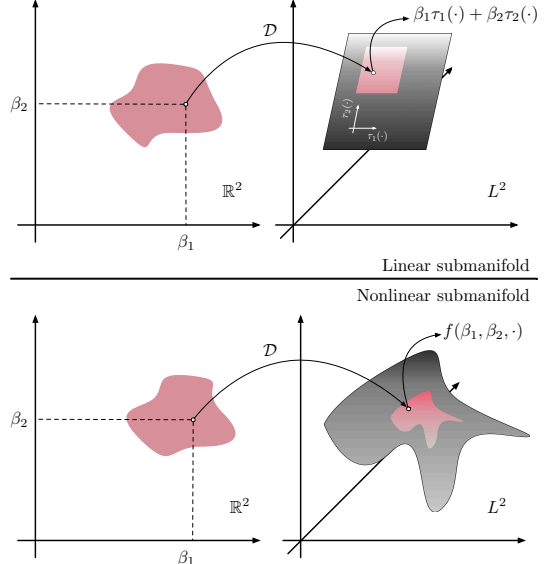 β₁τ₁(·) + β₂τ₂(·)
𝒟
β₂
τ₂(·)
τ₁(·)
ℝ²
L²
β₁
Linear submanifold
Nonlinear submanifold
f(β₁, β₂, ·)
𝒟
β₂
ℝ²
L²
β₁